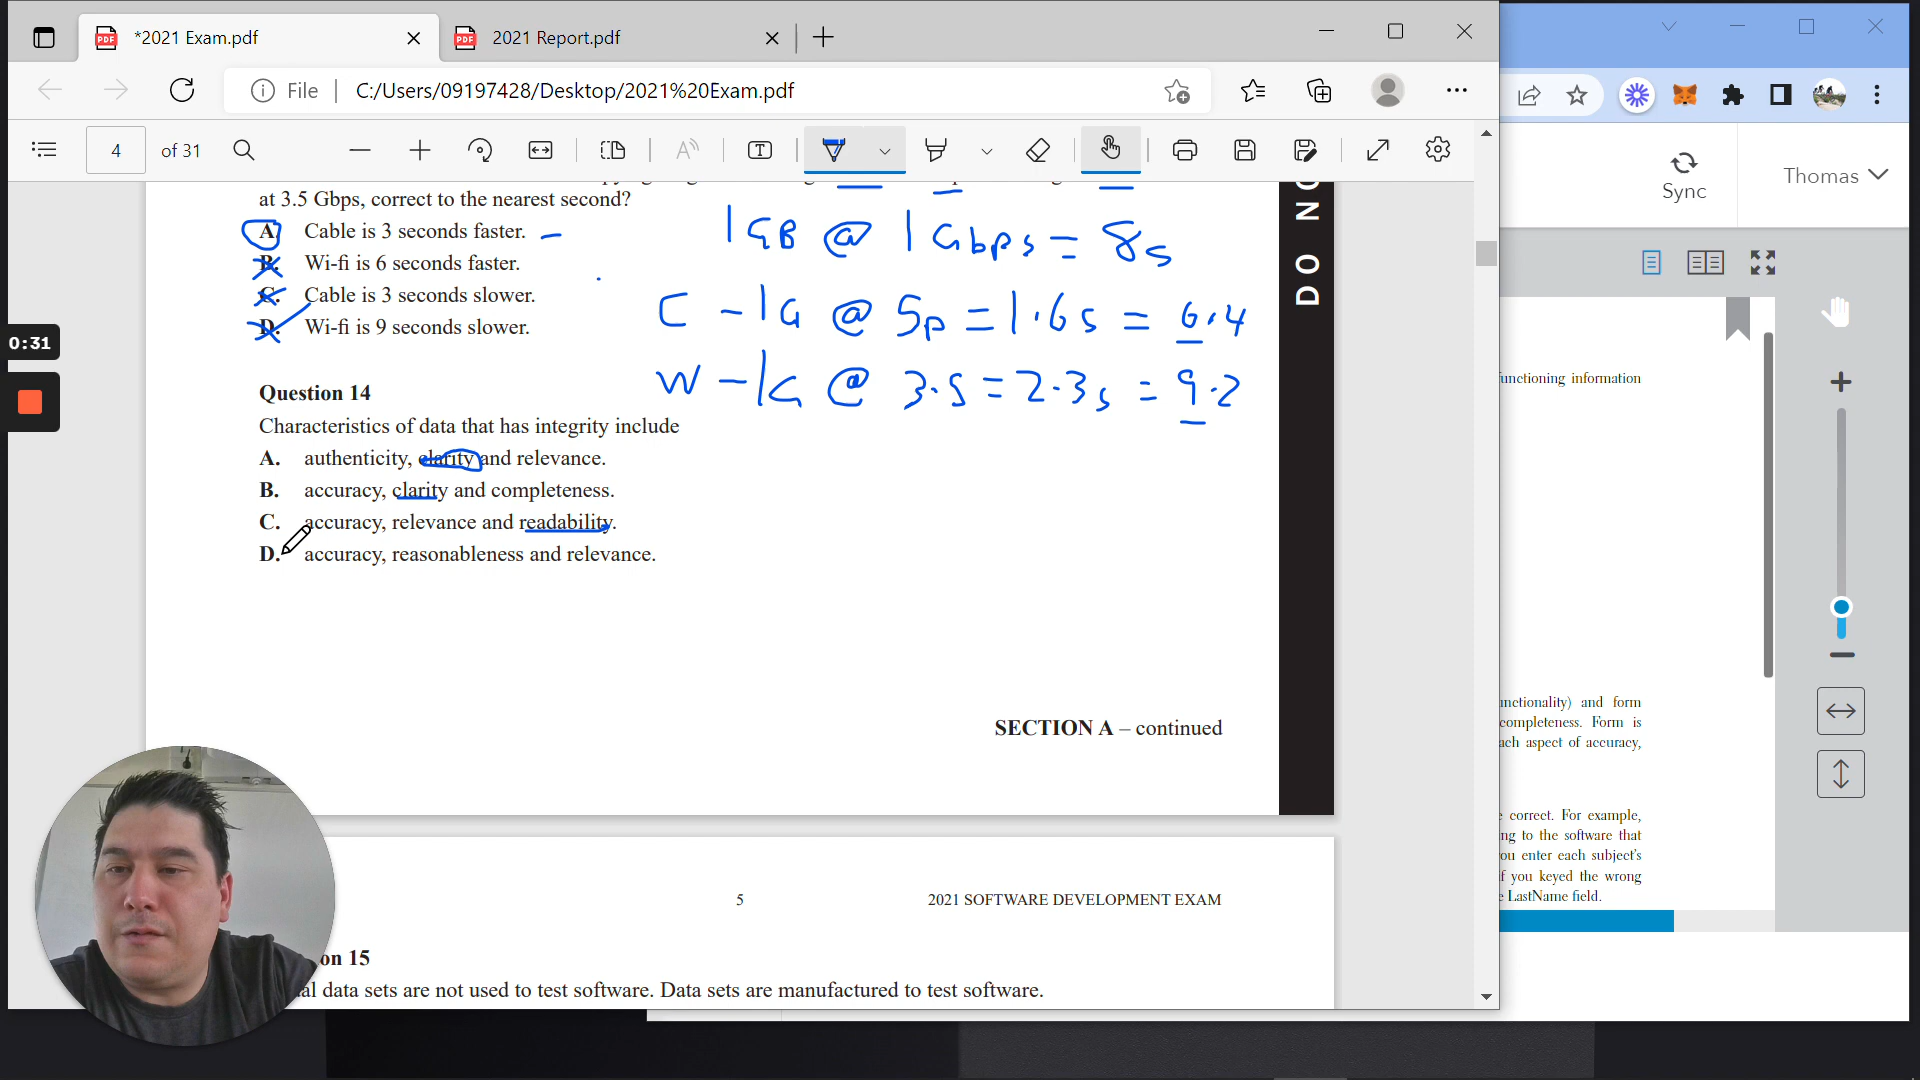 *2021 Exam.pdf
2021 Report.pdf
File
C:/Users/09197428/Desktop/2021%20Exam.pdf
4
of 31
at 3.5 Gbps, correct to the nearest second?
A. Cable is 3 seconds faster.
B. Wi-fi is 6 seconds faster.
C. Cable is 3 seconds slower.
D. Wi-fi is 9 seconds slower.
1 GB @ 1 Gbps = 8s
C - 1G @ 5p = 1.6s = 6.4
W - 1G @ 3.5 = 2.3s = 9.2
DO NO
0:31
Question 14
Characteristics of data that has integrity include
A. authenticity, clarity and relevance.
B. accuracy, clarity and completeness.
C. accuracy, relevance and readability.
D. accuracy, reasonableness and relevance.
SECTION A – continued
5
2021 SOFTWARE DEVELOPMENT EXAM
on 15
al data sets are not used to test software. Data sets are manufactured to test software.
Sync
Thomas
functioning information
and form
completeness. Form is
ach aspect of accuracy,
correct. For example,
ng to the software that
ou enter each subject's
f you keyed the wrong
LastName field.